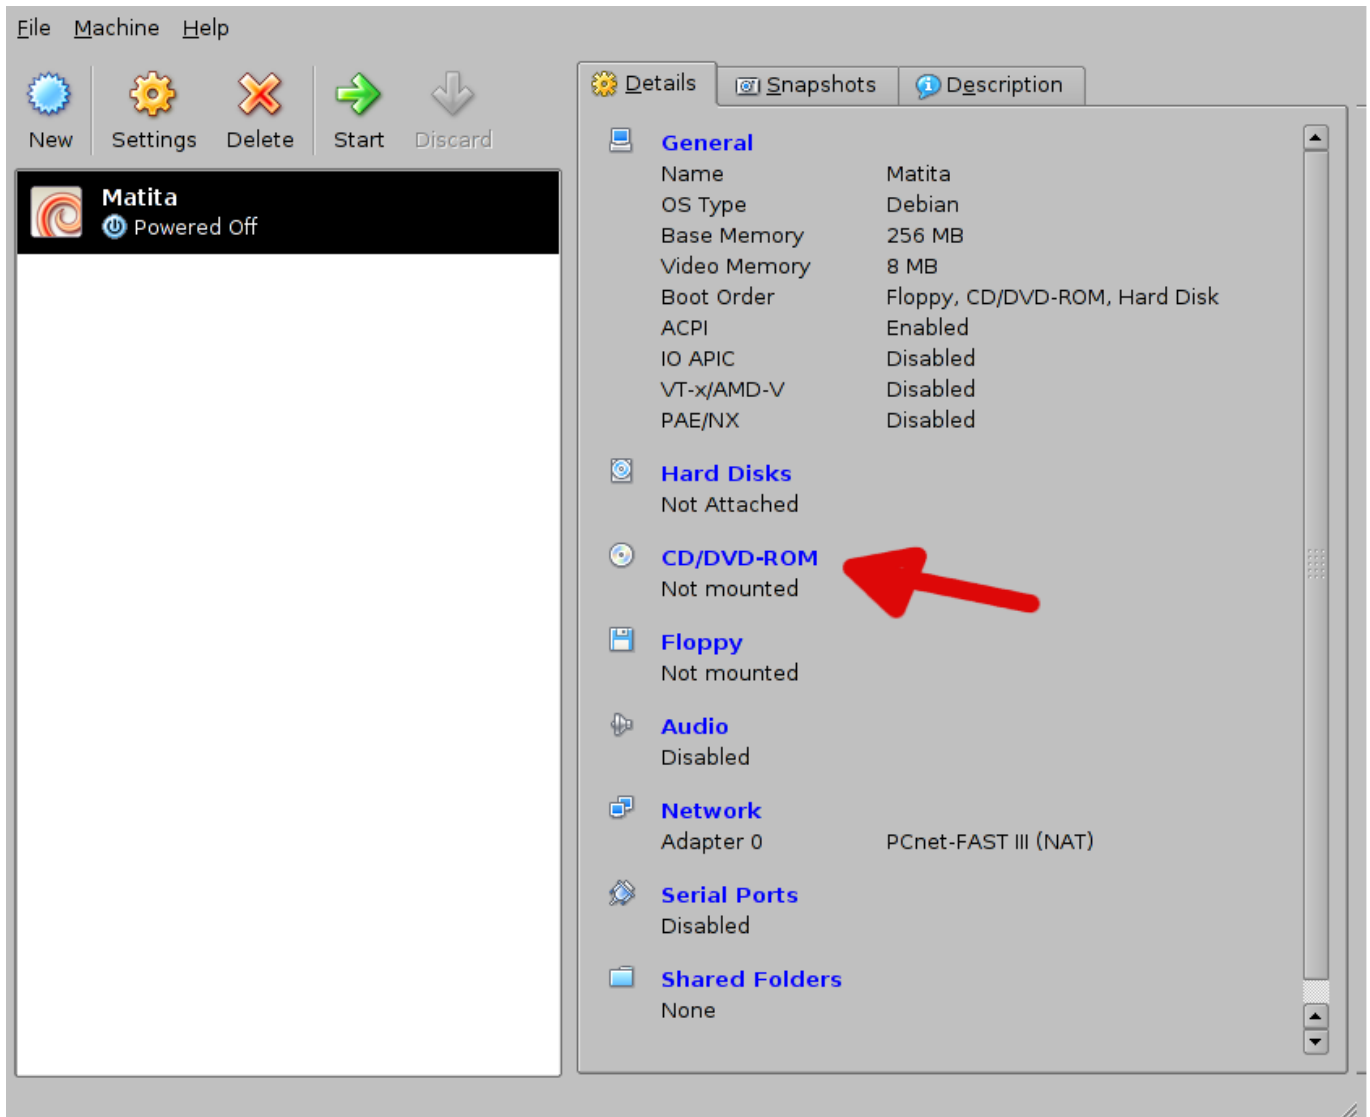 File Machine Help
New Settings Delete Start Discard
Matita
Powered Off
Details Snapshots Description
General
Name Matita
OS Type Debian
Base Memory 256 MB
Video Memory 8 MB
Boot Order Floppy, CD/DVD-ROM, Hard Disk
ACPI Enabled
IO APIC Disabled
VT-x/AMD-V Disabled
PAE/NX Disabled
Hard Disks
Not Attached
CD/DVD-ROM
Not mounted
Floppy
Not mounted
Audio
Disabled
Network
Adapter 0 PCnet-FAST III (NAT)
Serial Ports
Disabled
Shared Folders
None